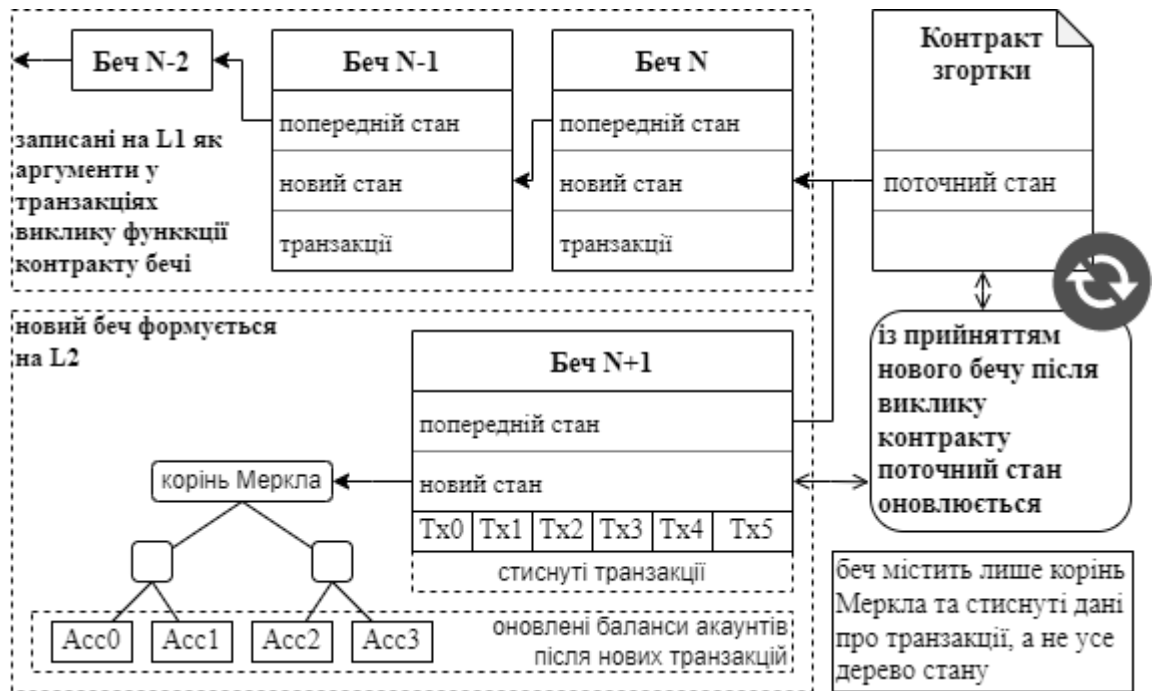 Беч N-2
записані на L1 як
аргументи у
транзакціях
виклику функккції
контракту бечі
Беч N-1
попередній стан
новий стан
транзакції
Беч N
попередній стан
новий стан
транзакції
Контракт
згортки
поточний стан
новий беч формується
на L2
Беч N+1
попередній стан
новий стан
Tx0 Tx1 Tx2 Tx3 Tx4 Tx5
стиснуті транзакції
корінь Меркла
Acc0 Acc1 Acc2 Acc3
оновлені баланси акаунтів
після нових транзакцій
із прийняттям
нового бечу після
виклику
контракту
поточний стан
оновлюється
беч містить лише корінь
Меркла та стиснуті дані
про транзакції, а не усе
дерево стану